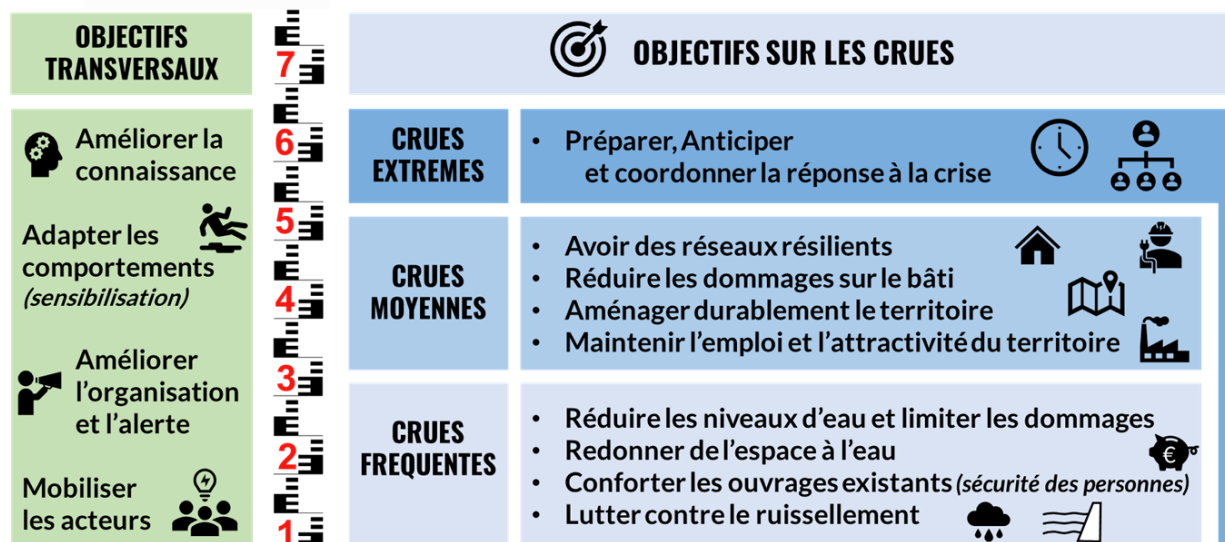 OBJECTIFS
TRANSVERSAUX
Améliorer la
connaissance
Adapter les
comportements
(sensibilisation)
Améliorer
l'organisation
et l'alerte
Mobiliser
les acteurs
7
6
5
4
3
2
1
OBJECTIFS SUR LES CRUES
CRUES
EXTREMES
• Préparer, Anticiper
et coordonner la réponse à la crise
CRUES
MOYENNES
• Avoir des réseaux résilients
• Réduire les dommages sur le bâti
• Aménager durablement le territoire
• Maintenir l'emploi et l'attractivité du territoire
CRUES
FREQUENTES
• Réduire les niveaux d'eau et limiter les dommages
• Redonner de l'espace à l'eau
€
• Conforter les ouvrages existants (sécurité des personnes)
• Lutter contre le ruissellement